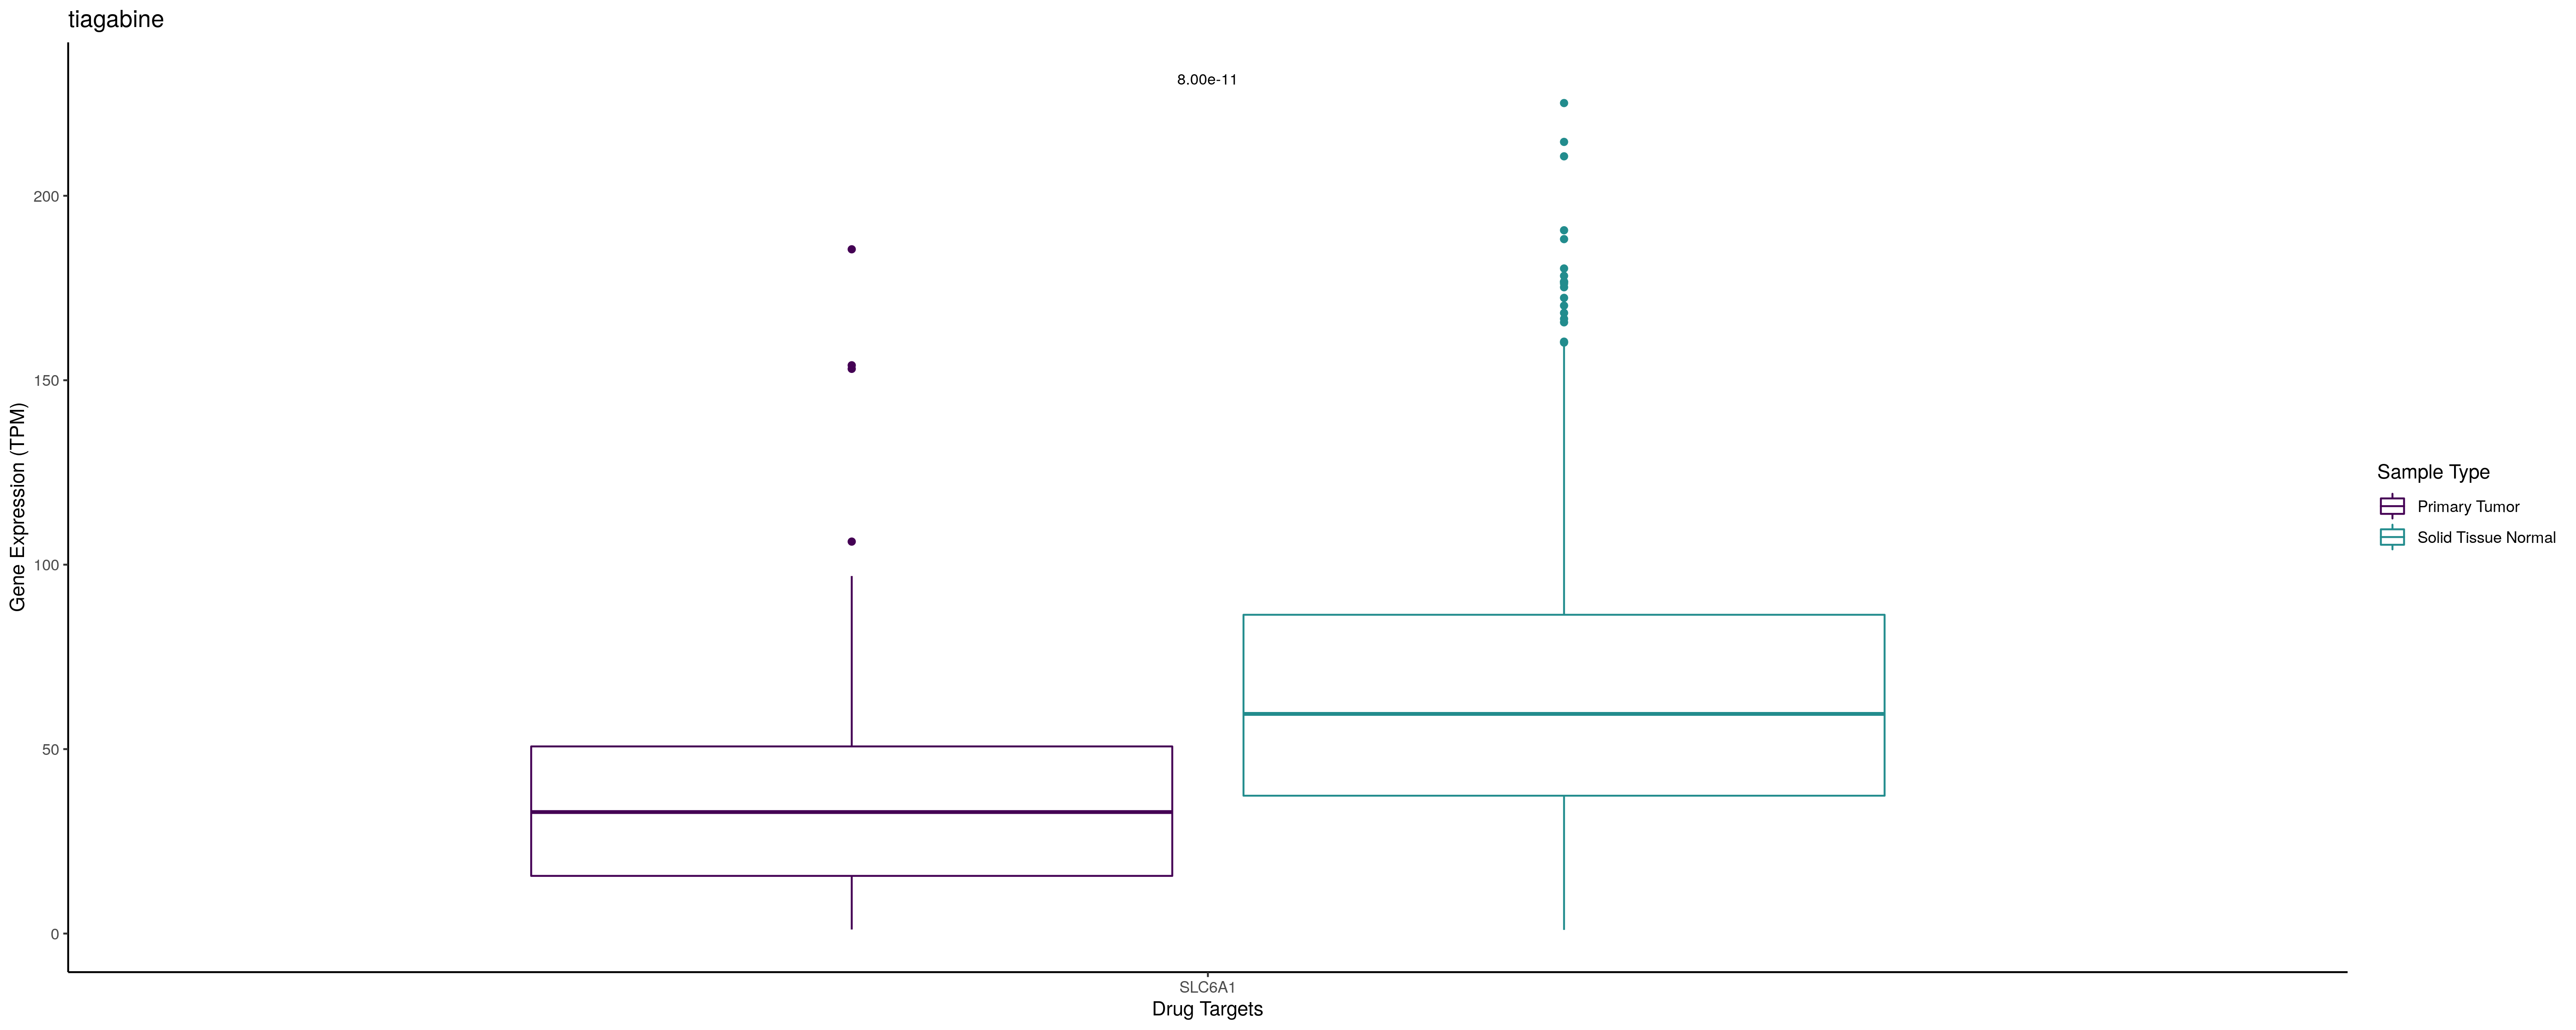 tiagabine
8.00e-11
200
150
100
50
0
Gene Expression (TPM)
SLC6A1
Drug Targets
Sample Type
Primary Tumor
Solid Tissue Normal